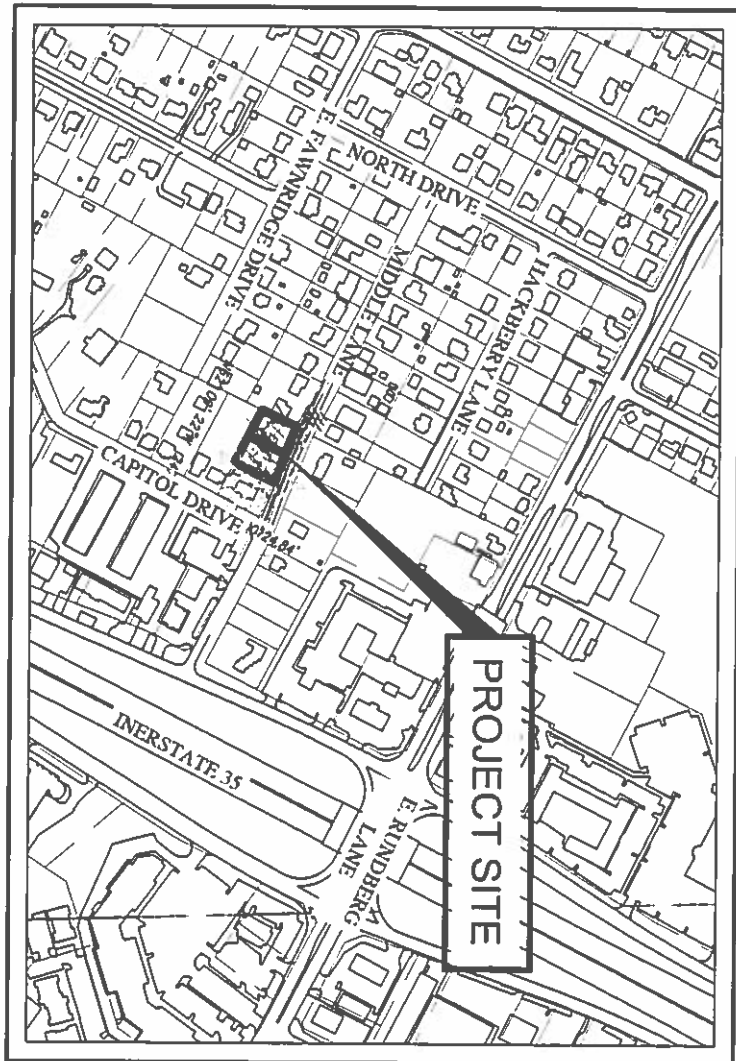 E. FAWNRIDGE DRIVE
NORTH DRIVE
MIDDLE LANE
HACKBERRY LANE
CAPITOL DRIVE
INERSTATE 35
E. RUNDBERG
LANE
PROJECT SITE